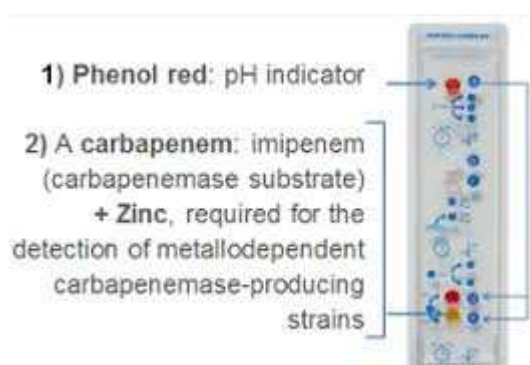 1) Phenol red: pH indicator
2) A carbapenem: imipenem
(carbapenemase substrate)
+ Zinc, required for the
detection of metallodependent
carbapenemase-producing
strains